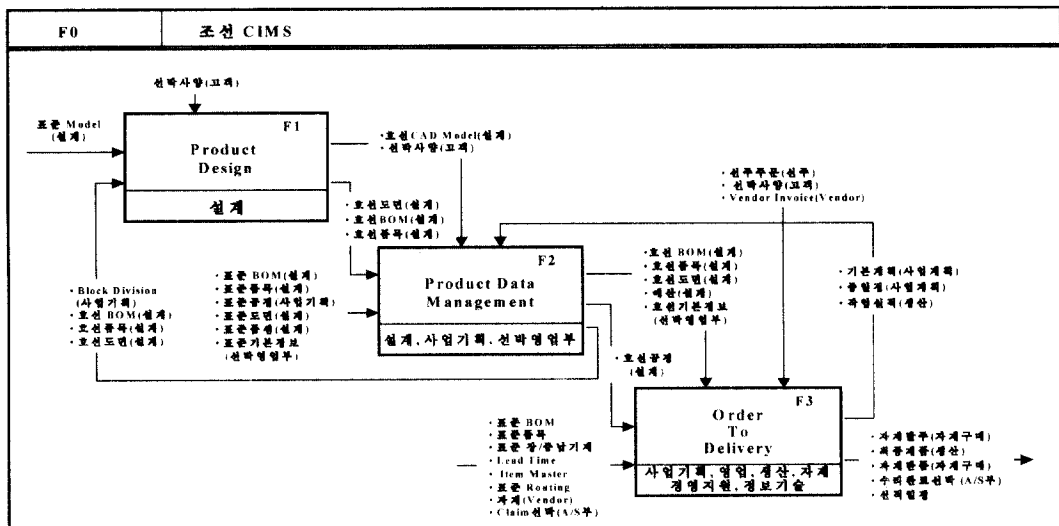 F0 조선 CIMS
선박사양(고객)
표준 Model
(설계)
F1
Product
Design
설계
·호선CAD Model(설계)
·선박사양(고객)
·호선도면(설계)
·호선BOM(설계)
·호선품목(설계)
·선주주문(선주)
·선박사양(고객)
·Vendor Invoice(Vendor)
F2
Product Data
Management
설계,사업기획,선박영업부
·Block Division
(사업기획)
·호선 BOM(설계)
·호선품목(설계)
·호선도면(설계)
·표준 BOM(설계)
·표준품목(설계)
·표준공정(사업기획)
·표준도면(설계)
·표준품셈(설계)
·표준기본정보
(선박영업부)
·호선 BOM(설계)
·호선품목(설계)
·호선도면(설계)
·예산(설계)
·호선기본정보
(선박영업부)
·기본계획(사업계획)
·중일정(사업계획)
·작업실적(생산)
·호선공정
(설계)
F3
Order
To
Delivery
사업기획,영업,생산,자재
경영지원,정보기술
·표준 BOM
·표준품목
·표준 장/중납기재
·Lead Time
·Item Master
·표준 Routing
·자재(Vendor)
·Claim선박(A/S부)
·자재발주(자재구매)
·최종제품(생산)
·자재반품(자재구매)
·수리완료선박(A/S부)
·선적일정